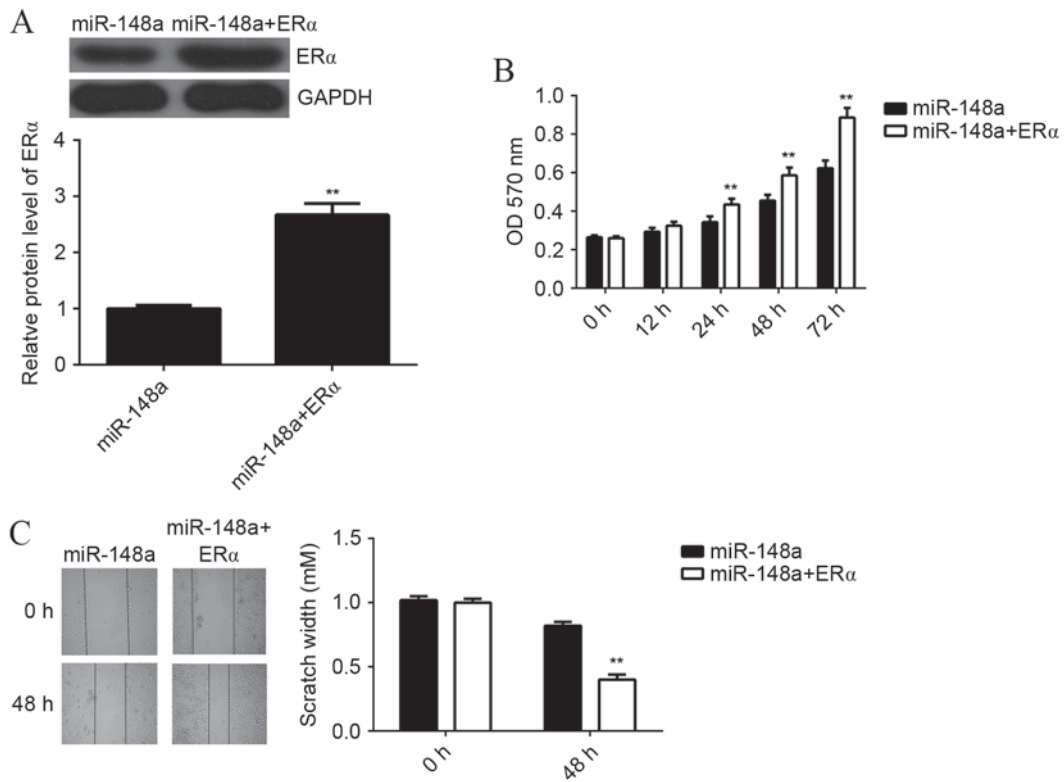 A
miR-148a miR-148a+ERα
ERα
GAPDH
Relatve protein level of ERα
4
3
2
1
0
**
miR-148a
miR-148a+ERα
B
OD 570 nm
1.0
0.8
0.6
0.4
0.2
0.0
**
**
**
0 h
12 h
24 h
48 h
72 h
miR-148a
miR-148a+ERα
C
miR-148a
miR-148a+
ERα
0 h
48 h
Scratch width (mM)
1.5
1.0
0.5
0.0
**
0 h
48 h
miR-148a
miR-148a+ERα